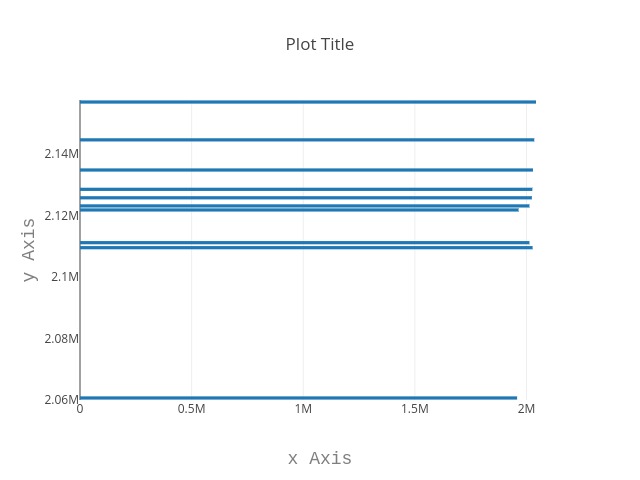 Plot Title
2.14M
2.12M
2.1M
2.08M
2.06M
0 0.5M 1M 1.5M 2M
y Axis
x Axis